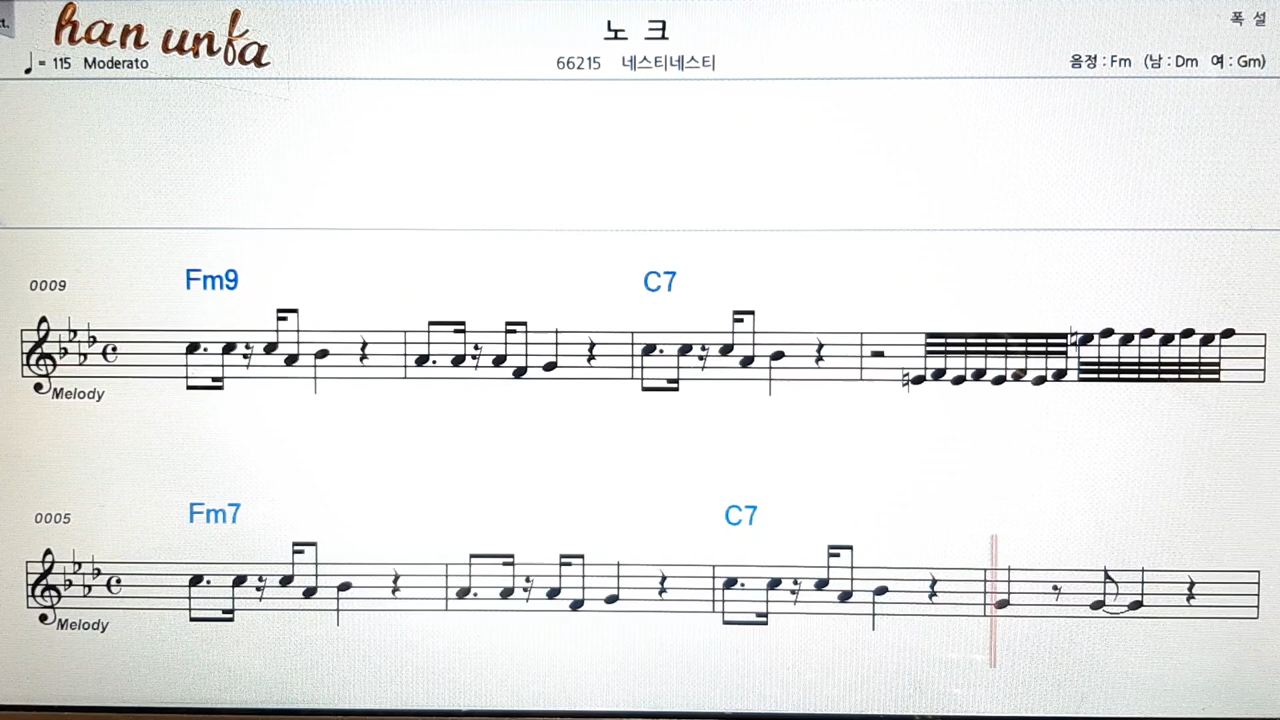 t.
han unfa
노 크
폭 설
♩= 115 Moderato
66215 네스티네스티
음정 : Fm (남 : Dm 여 : Gm)
0009
Fm9
C7
Melody
0005
Fm7
C7
Melody